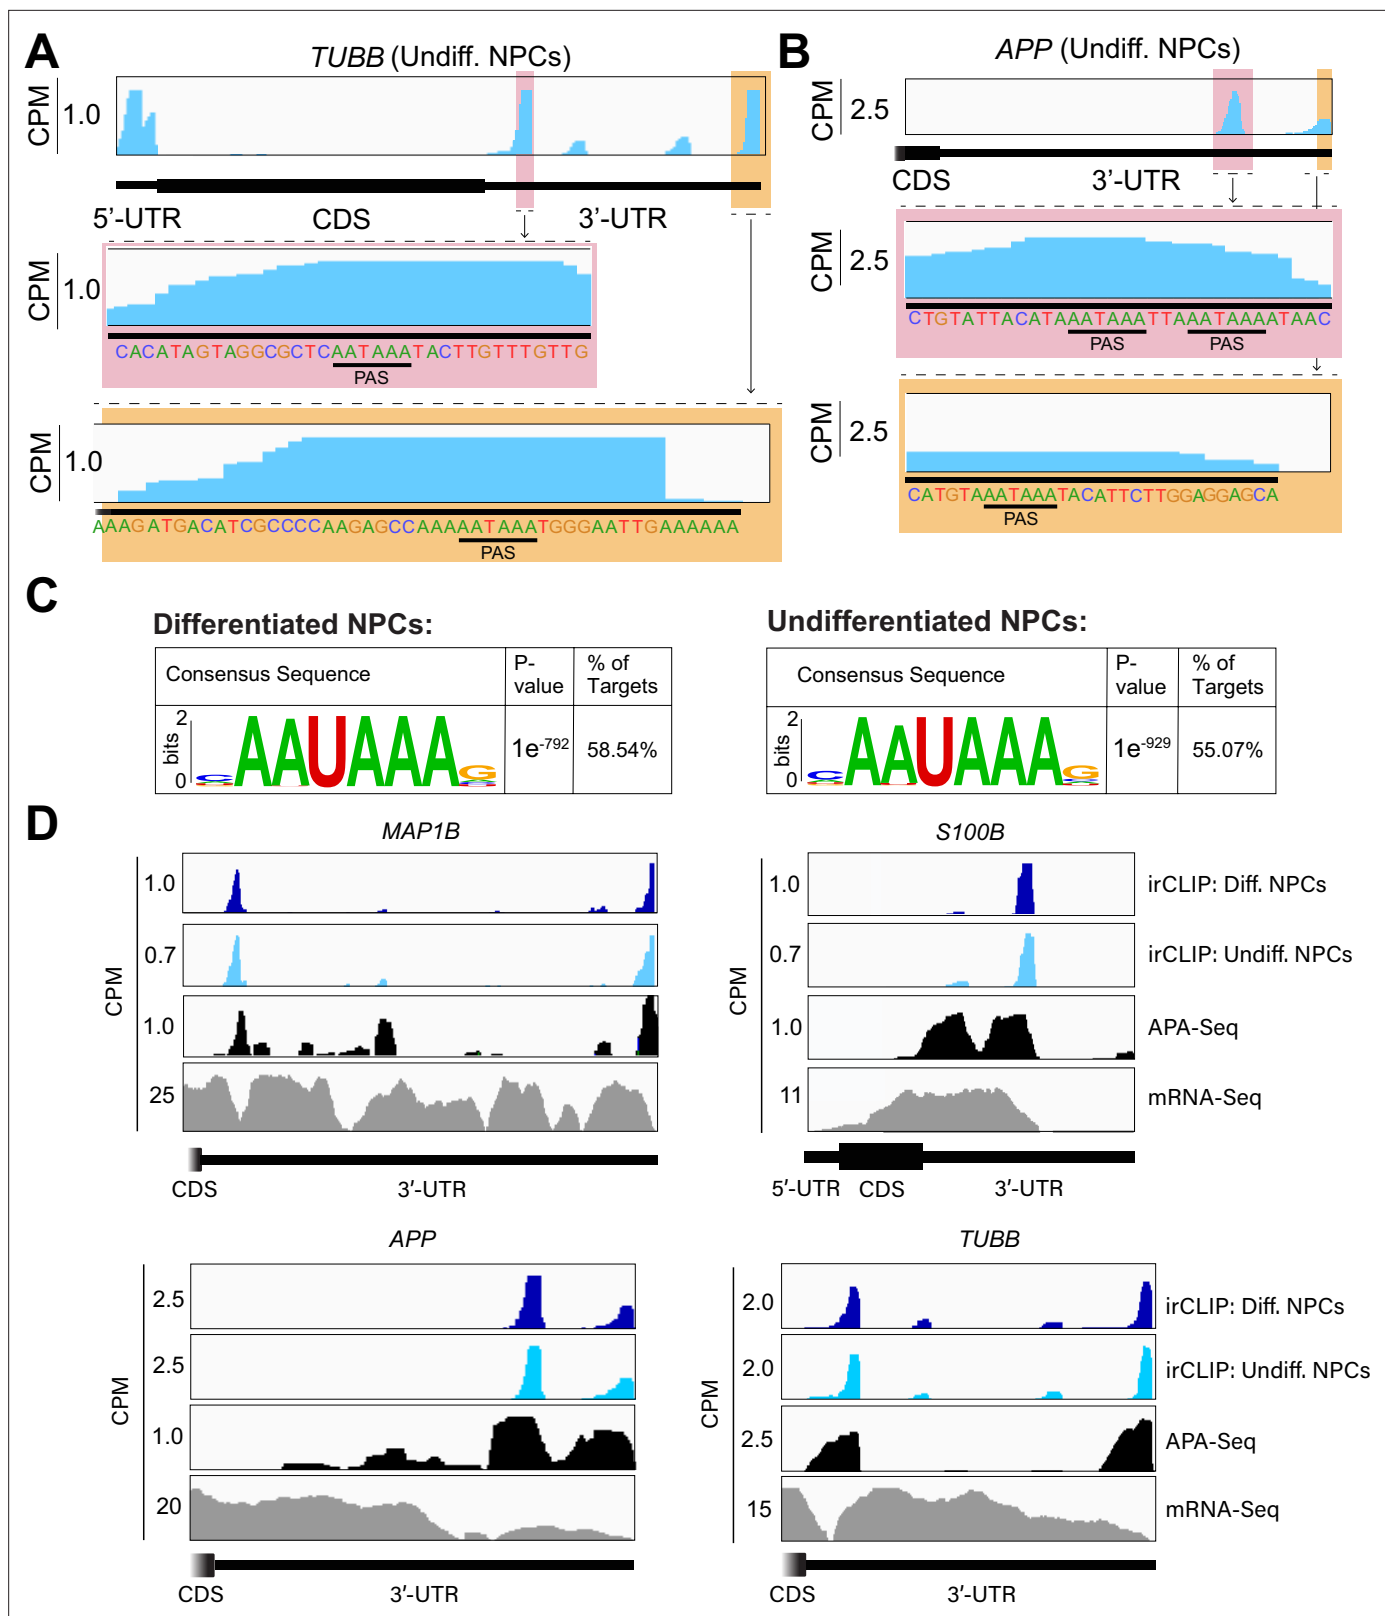 A
TUBB (Undiff. NPCs)
CPM
1.0
5'-UTR
CDS
3'-UTR
CPM
1.0
CACATAGTAGGCGCTCAATAAATACTTGTTTGTTG
PAS
CPM
1.0
AAAGATGACATCGCCCCAAGAGCCAAAAATAAATGGGAATTGAAAAAA
PAS
B
APP (Undiff. NPCs)
CPM
2.5
CDS
3'-UTR
CPM
2.5
CTGTATTACATAAATAAATTAAATAAAATAAC
PAS
PAS
CPM
2.5
CATGTAAATAAATACATTCTTGGAGGAGCA
PAS
C
Differentiated NPCs:
Consensus Sequence
P-value
% of Targets
bits
2
0
CAAUAAAG
1e-792
58.54%
Undifferentiated NPCs:
Consensus Sequence
P-value
% of Targets
bits
2
0
CAAUAAAG
1e-929
55.07%
D
MAP1B
CPM
1.0
0.7
1.0
25
CDS
3'-UTR
S100B
CPM
1.0
irCLIP: Diff. NPCs
0.7
irCLIP: Undiff. NPCs
1.0
APA-Seq
11
mRNA-Seq
5'-UTR
CDS
3'-UTR
APP
CPM
2.5
2.5
1.0
20
CDS
3'-UTR
TUBB
CPM
2.0
irCLIP: Diff. NPCs
2.0
irCLIP: Undiff. NPCs
2.5
APA-Seq
15
mRNA-Seq
CDS
3'-UTR